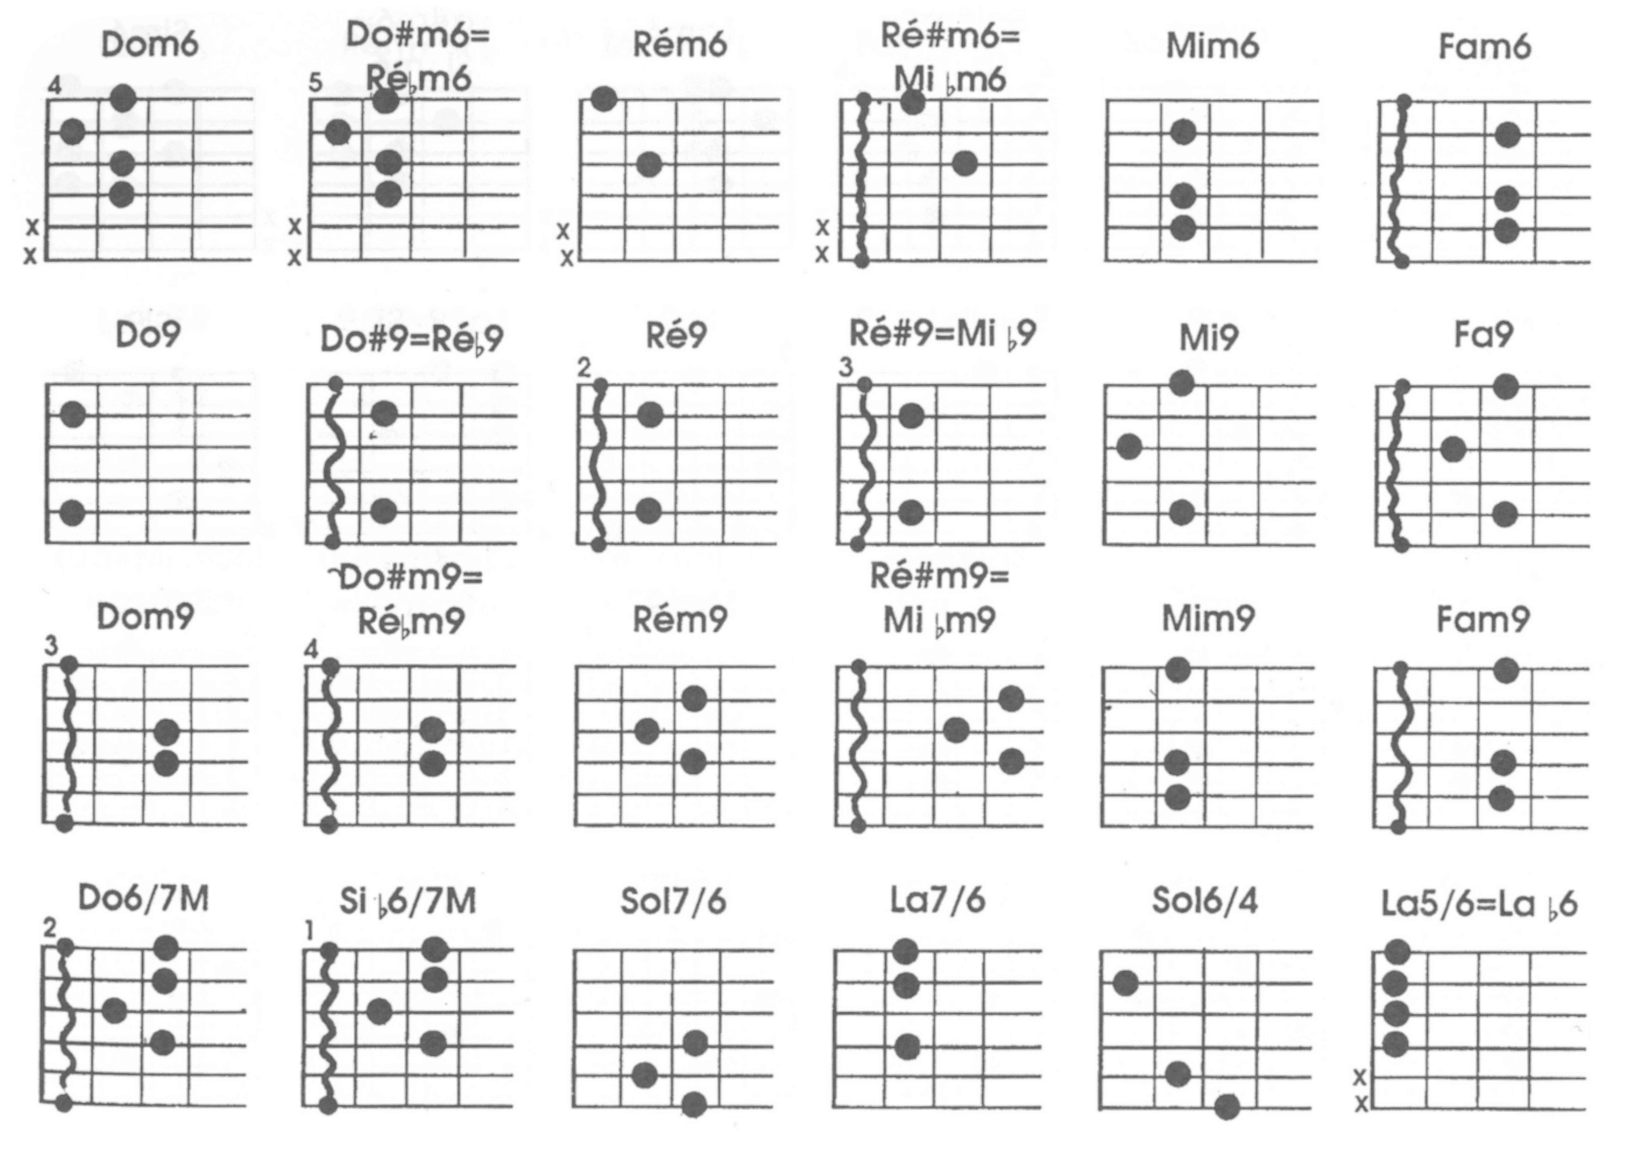 Dom6
Do#m6=
Ré♭m6
Rém6
Ré#m6=
Mi ♭m6
Mim6
Fam6
4
5
x
x
x
x
x
x
x
x
Do9
Do#9=Ré♭9
Ré9
Ré#9=Mi ♭9
Mi9
Fa9
2
3
Dom9
Do#m9=
Ré♭m9
Rém9
Ré#m9=
Mi ♭m9
Mim9
Fam9
3
4
Do6/7M
Si ♭6/7M
Sol7/6
La7/6
Sol6/4
La5/6=La ♭6
2
1
x
x